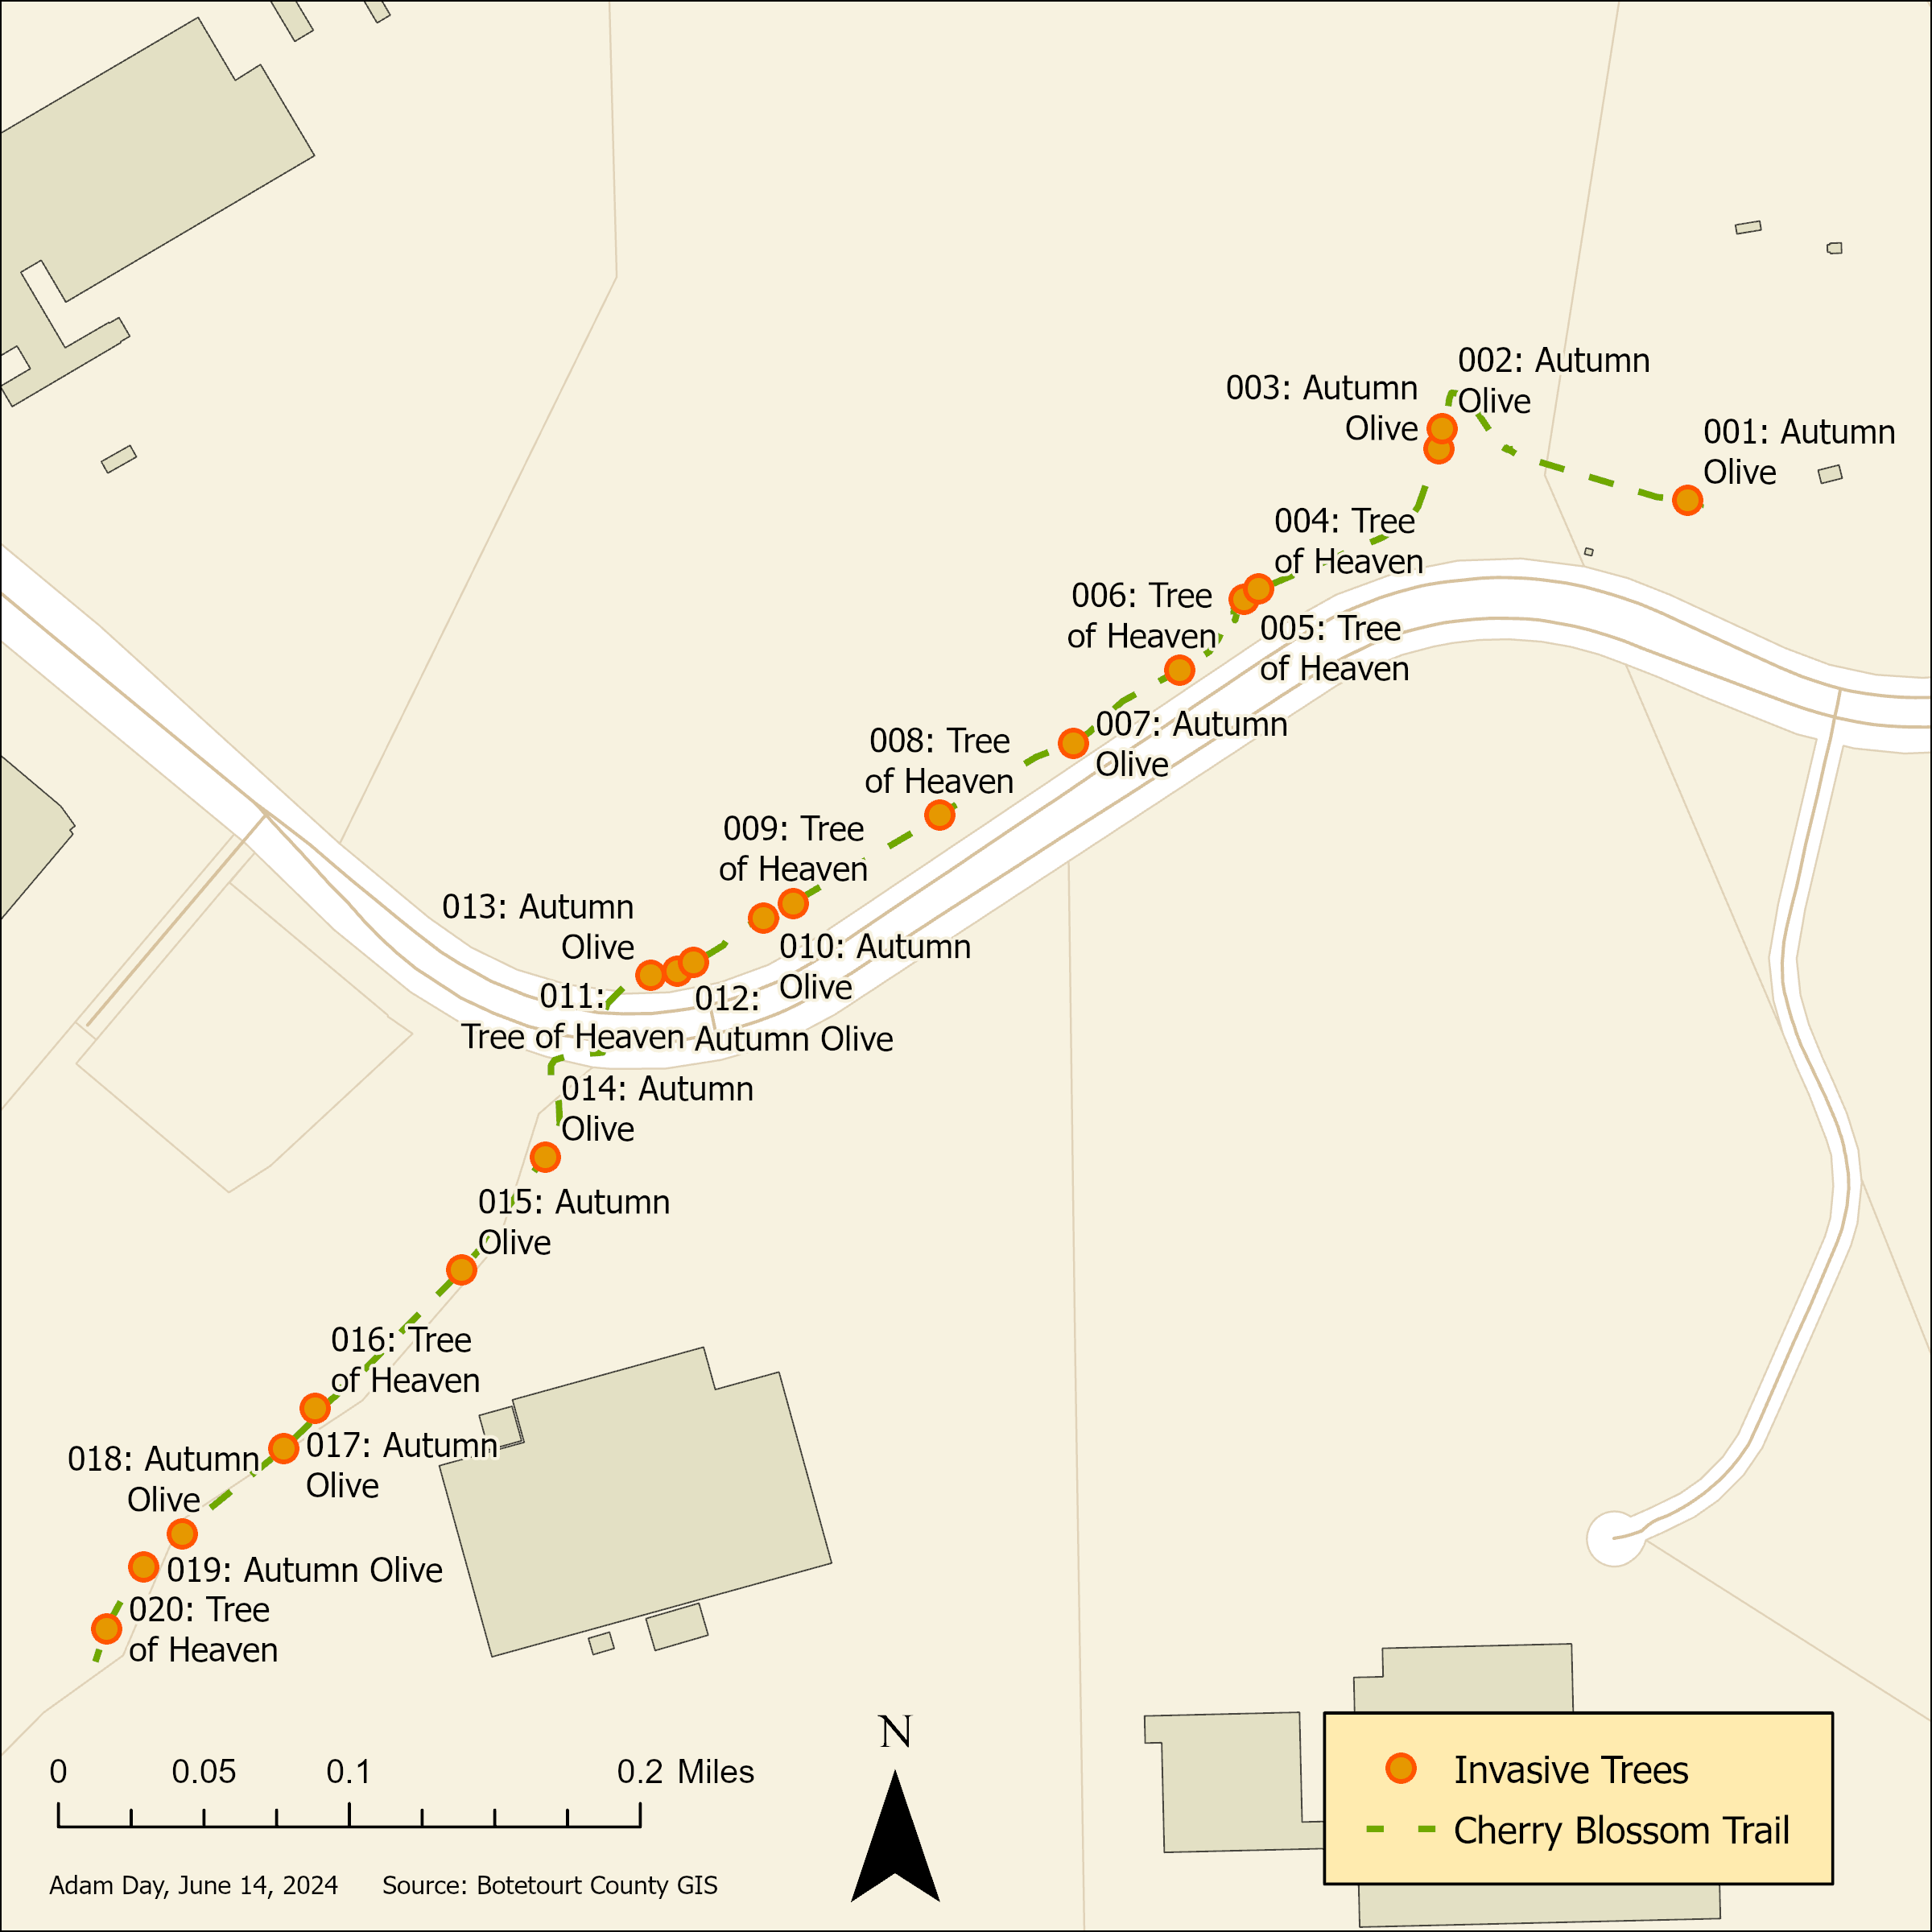 002: Autumn
Olive
003: Autumn
Olive
001: Autumn
Olive
004: Tree
of Heaven
006: Tree
of Heaven
005: Tree
of Heaven
007: Autumn
Olive
008: Tree
of Heaven
009: Tree
of Heaven
013: Autumn
Olive
010: Autumn
Olive
011:
Tree of Heaven
012:
Autumn Olive
014: Autumn
Olive
015: Autumn
Olive
016: Tree
of Heaven
017: Autumn
Olive
018: Autumn
Olive
019: Autumn Olive
020: Tree
of Heaven
N
0 0.05 0.1 0.2 Miles
Invasive Trees
Cherry Blossom Trail
Adam Day, June 14, 2024 Source: Botetourt County GIS